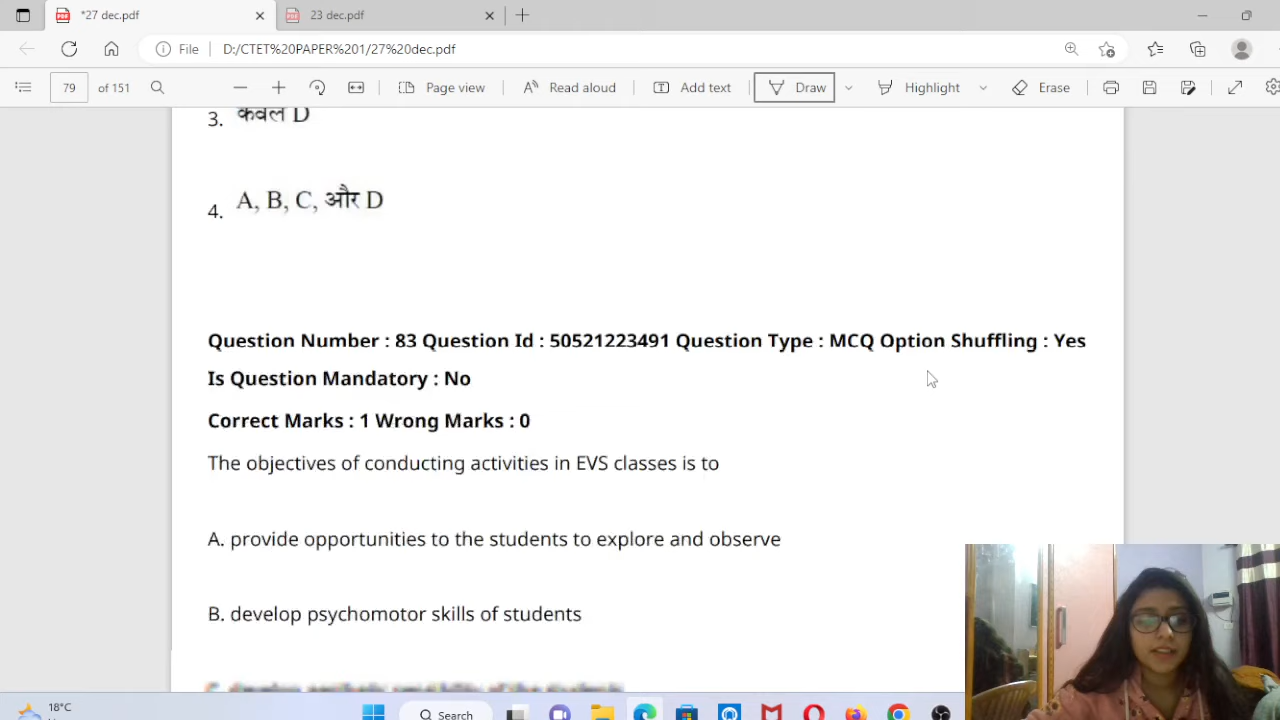 *27 dec.pdf
23 dec.pdf
File
D:/CTET%20PAPER%201/27%20dec.pdf
79 of 151
Page view
Read aloud
Add text
Draw
Highlight
Erase
3. केवल D
4. A, B, C, और D
Question Number : 83 Question Id : 50521223491 Question Type : MCQ Option Shuffling : Yes
Is Question Mandatory : No
Correct Marks : 1 Wrong Marks : 0
The objectives of conducting activities in EVS classes is to
A. provide opportunities to the students to explore and observe
B. develop psychomotor skills of students
18°C
Search